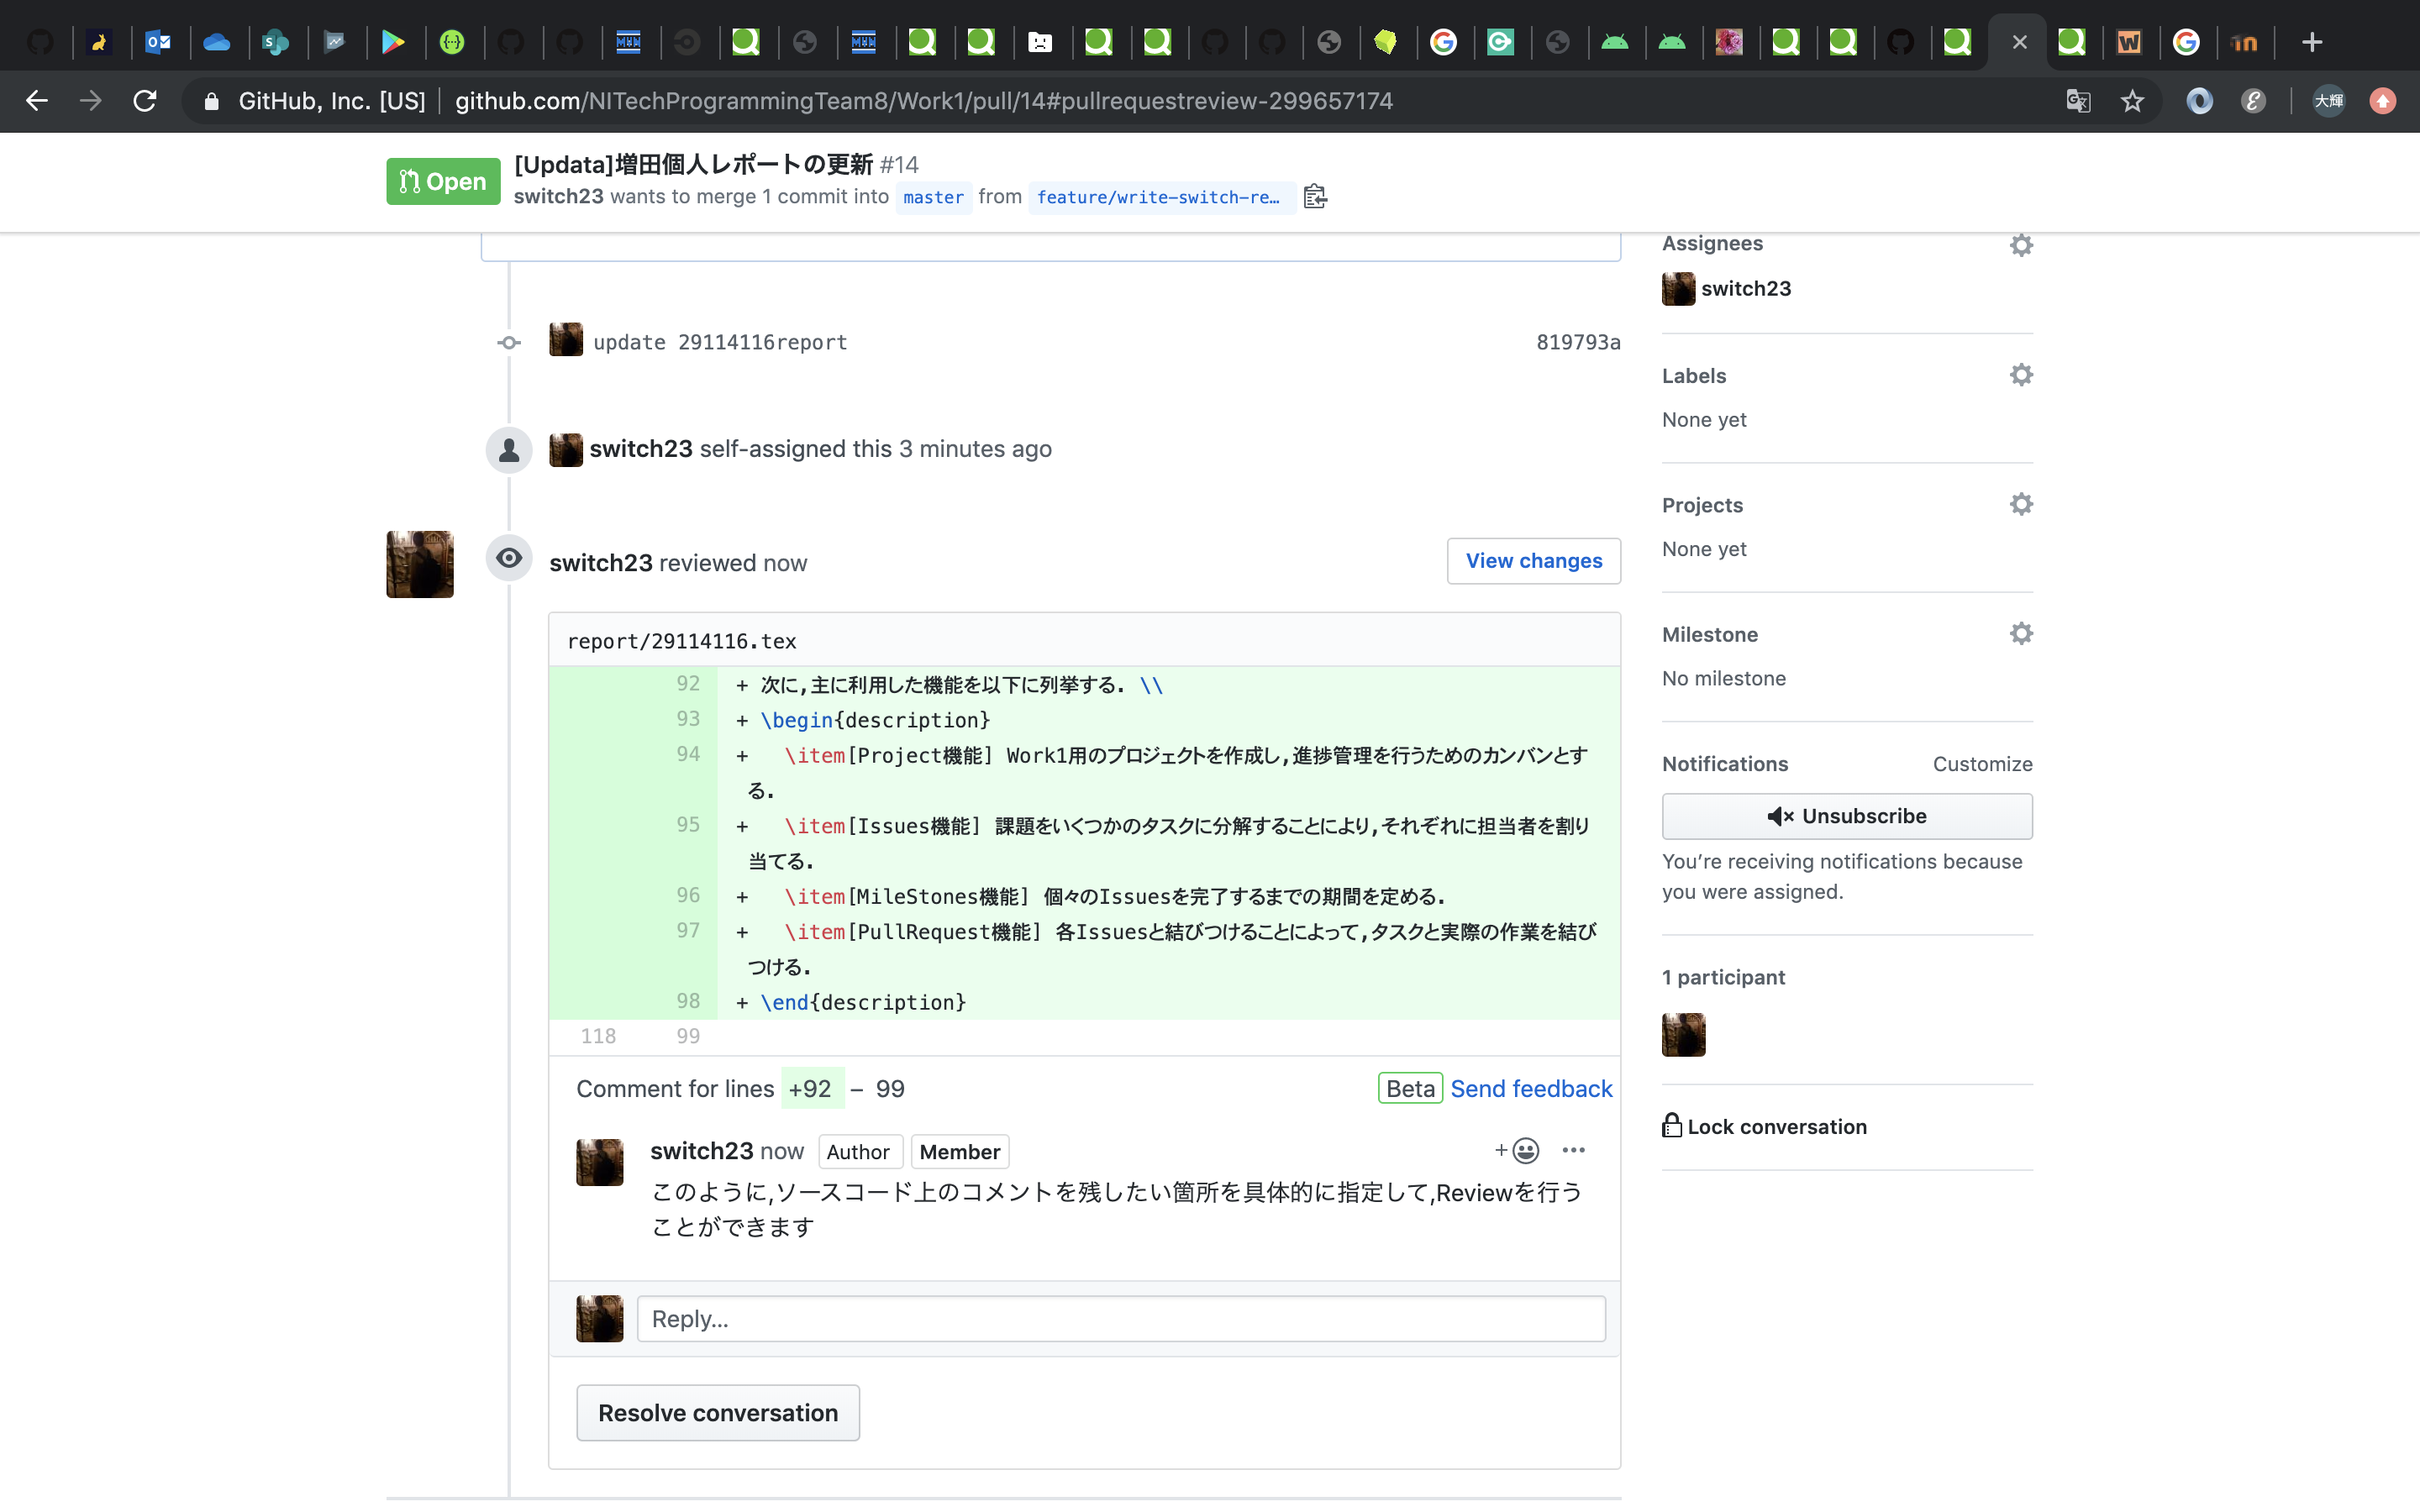 GitHub, Inc. [US] github.com/NITechProgrammingTeam8/Work1/pull/14#pullrequestreview-299657174
大輝
Open
[Updata]増田個人レポートの更新 #14
switch23 wants to merge 1 commit into master from feature/write-switch-re…
update 29114116report 819793a
switch23 self-assigned this 3 minutes ago
switch23 reviewed now
View changes
report/29114116.tex
92 + 次に,主に利用した機能を以下に列挙する. \\
93 + \begin{description}
94 + \item[Project機能] Work1用のプロジェクトを作成し,進捗管理を行うためのカンバンとす
る.
95 + \item[Issues機能] 課題をいくつかのタスクに分解することにより,それぞれに担当者を割り
当てる.
96 + \item[MileStones機能] 個々のIssuesを完了するまでの期間を定める.
97 + \item[PullRequest機能] 各Issuesと結びつけることによって,タスクと実際の作業を結び
つける.
98 + \end{description}
118 99
Comment for lines +92 – 99
Beta Send feedback
switch23 now Author Member
このように,ソースコード上のコメントを残したい箇所を具体的に指定して,Reviewを行う
ことができます
Reply...
Resolve conversation
Assignees
switch23
Labels
None yet
Projects
None yet
Milestone
No milestone
Notifications Customize
Unsubscribe
You’re receiving notifications because
you were assigned.
1 participant
Lock conversation